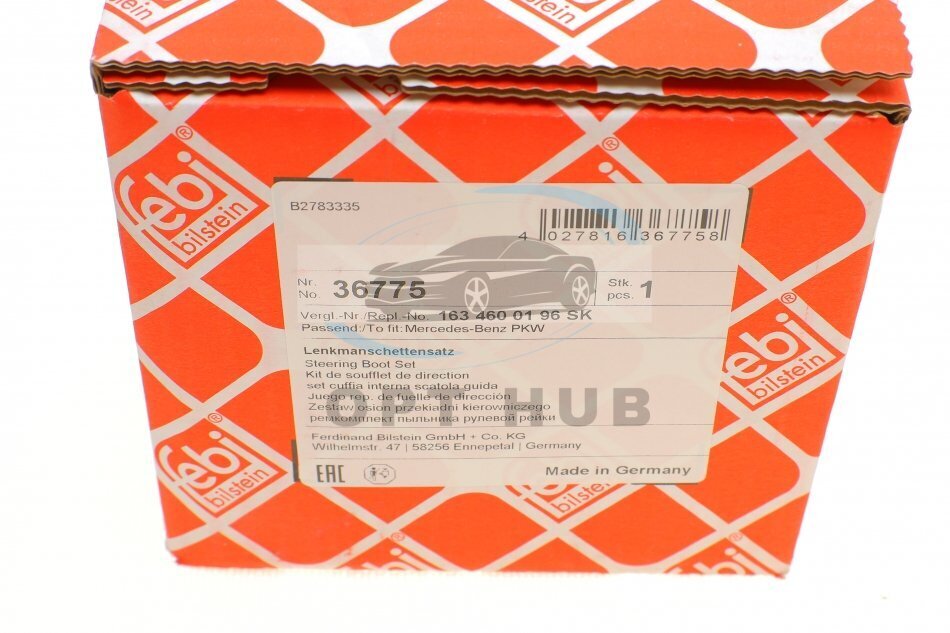 febi
bilstein
B2783335
4 027816 367758
Nr.
No. 36775
Stk.
pcs. 1
Vergl.-Nr./Repl.-No. 163 460 01 96 SK
Passend:/To fit: Mercedes-Benz PKW
Lenkmanschettensatz
Steering Boot Set
Kit de soufflet de direction
set cuffia interna scatola guida
Juego rep. de fuelle de dirección
Zestaw osłon przekładni kierowniczego
ремкомплект пыльника рулевой рейки
OPT HUB
Ferdinand Bilstein GmbH + Co. KG
Wilhelmstr. 47 | 58256 Ennepetal | Germany
EAC
Made in Germany
febi
bilstein
febi
bilstein